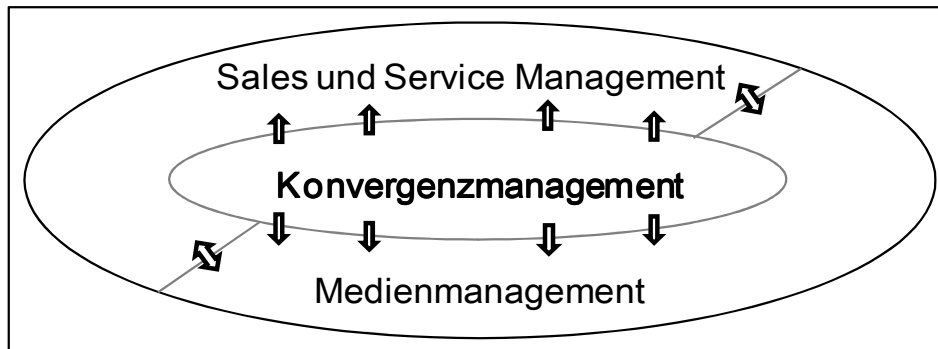 Sales und Service Management
Konvergenzmanagement
Medienmanagement